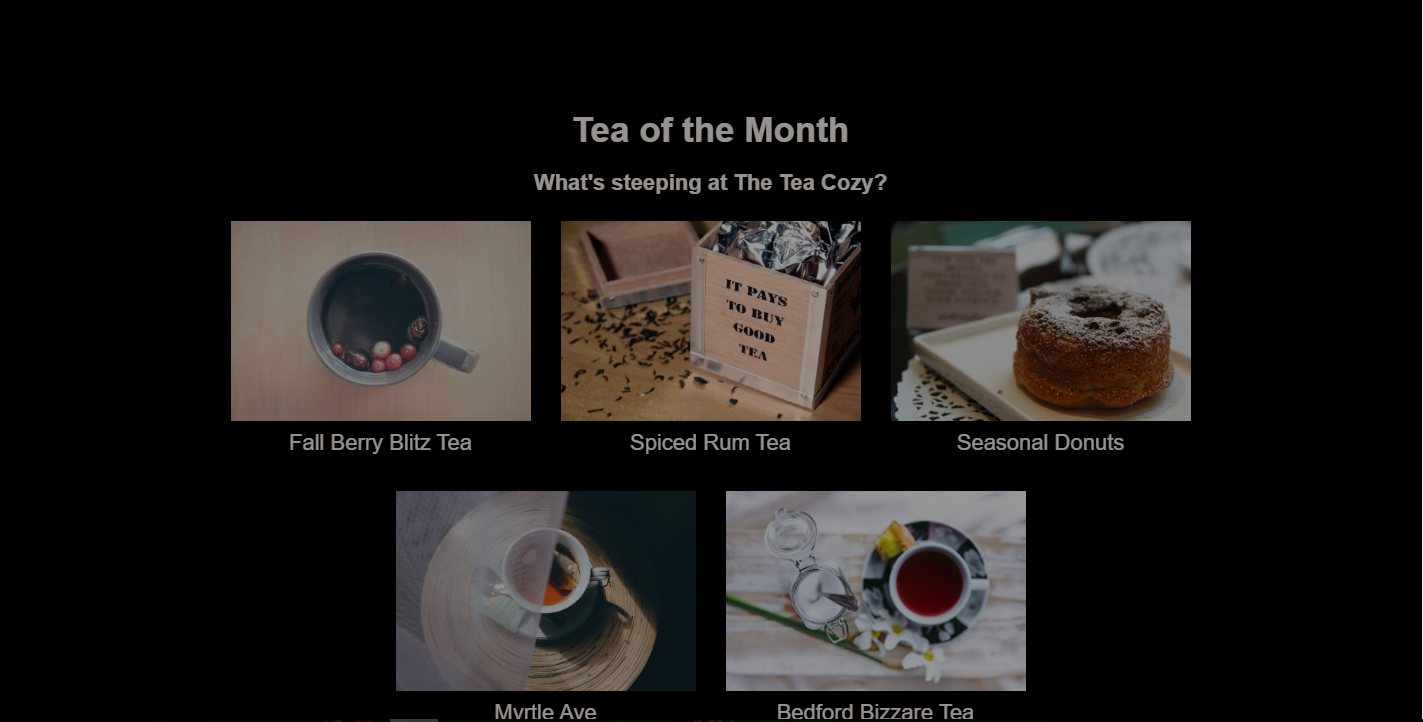 Tea of the Month
What's steeping at The Tea Cozy?
IT PAYS
TO BUY
GOOD
TEA
Fall Berry Blitz Tea
Spiced Rum Tea
Seasonal Donuts
Myrtle Ave
Bedford Bizzare Tea